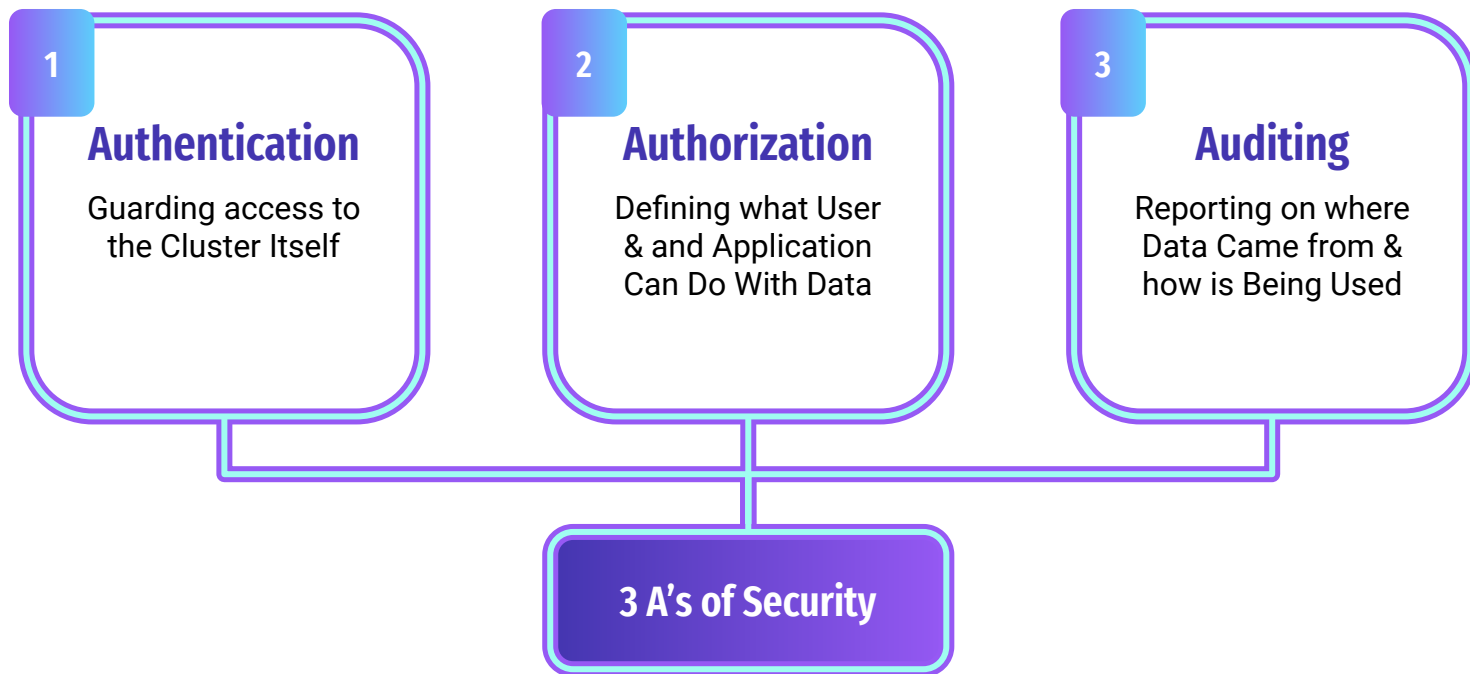 1
Authentication
Guarding access to
the Cluster Itself
2
Authorization
Defining what User
& and Application
Can Do With Data
3
Auditing
Reporting on where
Data Came from &
how is Being Used
3 A’s of Security